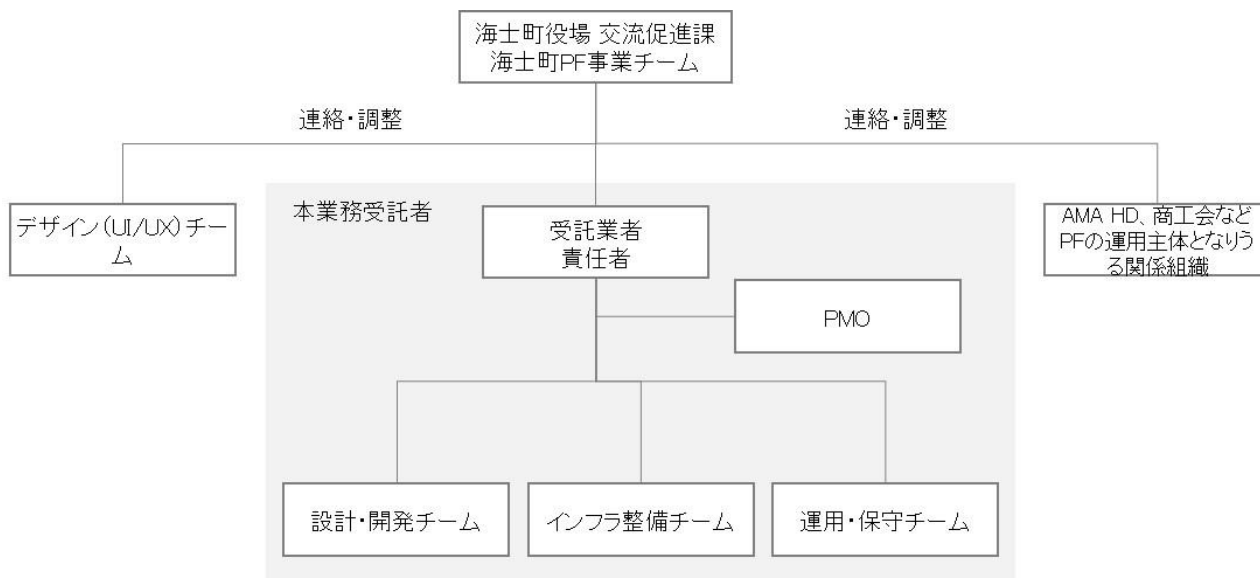 海士町役場 交流促進課
海士町PF事業チーム
連絡・調整
連絡・調整
デザイン（UI/UX）チー
ム
本業務受託者
受託業者
責任者
AMA HD、商工会など
PFの運用主体となりう
る関係組織
PMO
設計・開発チーム
インフラ整備チーム
運用・保守チーム